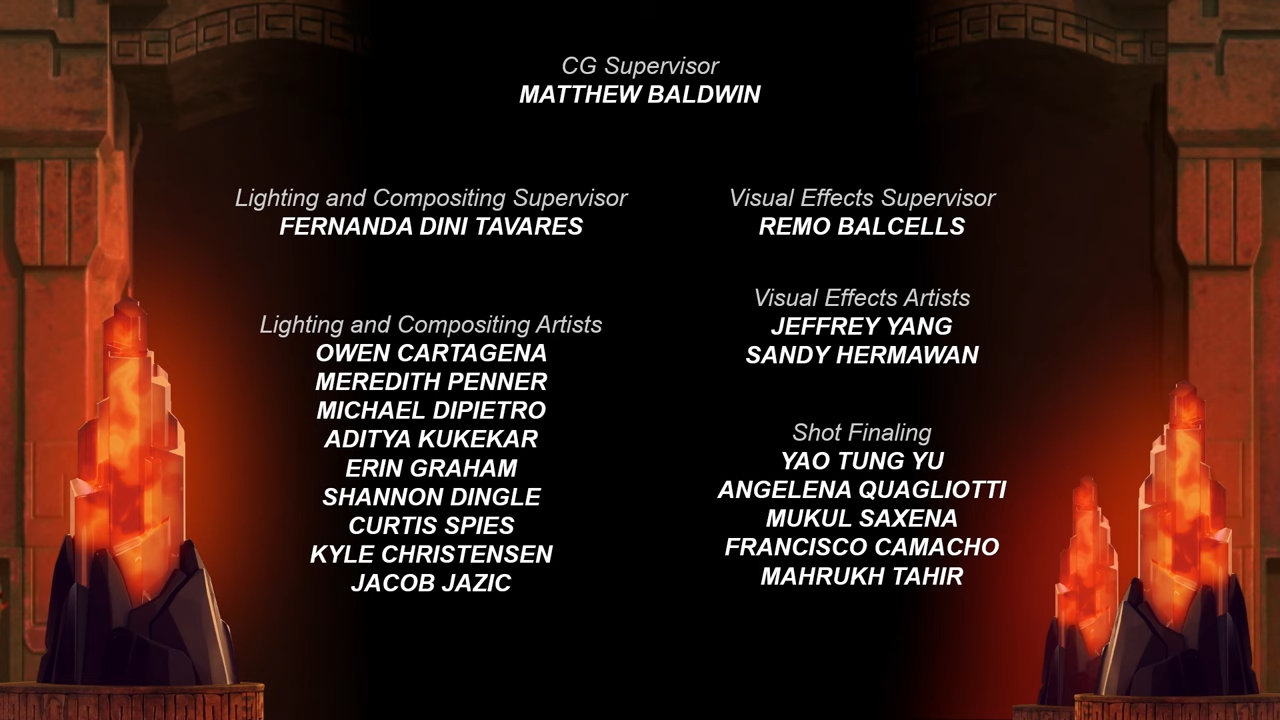 CG Supervisor
MATTHEW BALDWIN
Lighting and Compositing Supervisor
FERNANDA DINI TAVARES
Lighting and Compositing Artists
OWEN CARTAGENA
MEREDITH PENNER
MICHAEL DIPIETRO
ADITYA KUKEKAR
ERIN GRAHAM
SHANNON DINGLE
CURTIS SPIES
KYLE CHRISTENSEN
JACOB JAZIC
Visual Effects Supervisor
REMO BALCELLS
Visual Effects Artists
JEFFREY YANG
SANDY HERMAWAN
Shot Finaling
YAO TUNG YU
ANGELENA QUAGLIOTTI
MUKUL SAXENA
FRANCISCO CAMACHO
MAHRUKH TAHIR